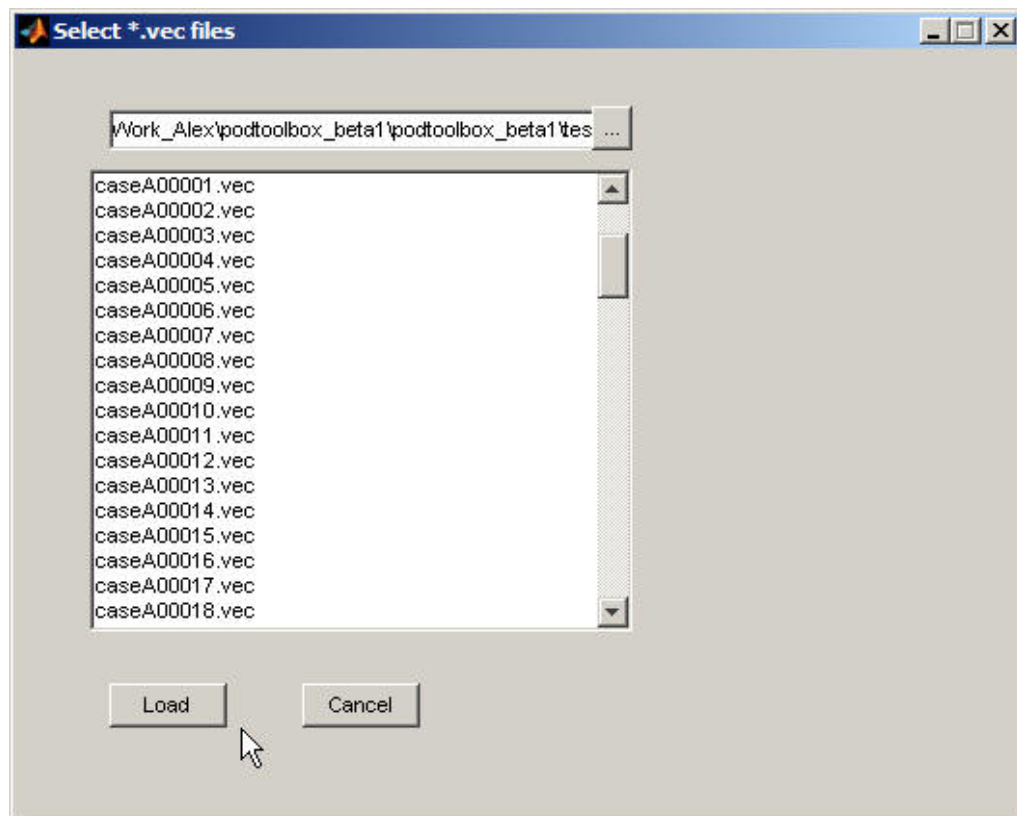 Select *.vec files
Work_Alex\podtoolbox_beta1\podtoolbox_beta1\tes ...
caseA00001.vec
caseA00002.vec
caseA00003.vec
caseA00004.vec
caseA00005.vec
caseA00006.vec
caseA00007.vec
caseA00008.vec
caseA00009.vec
caseA00010.vec
caseA00011.vec
caseA00012.vec
caseA00013.vec
caseA00014.vec
caseA00015.vec
caseA00016.vec
caseA00017.vec
caseA00018.vec
Load Cancel